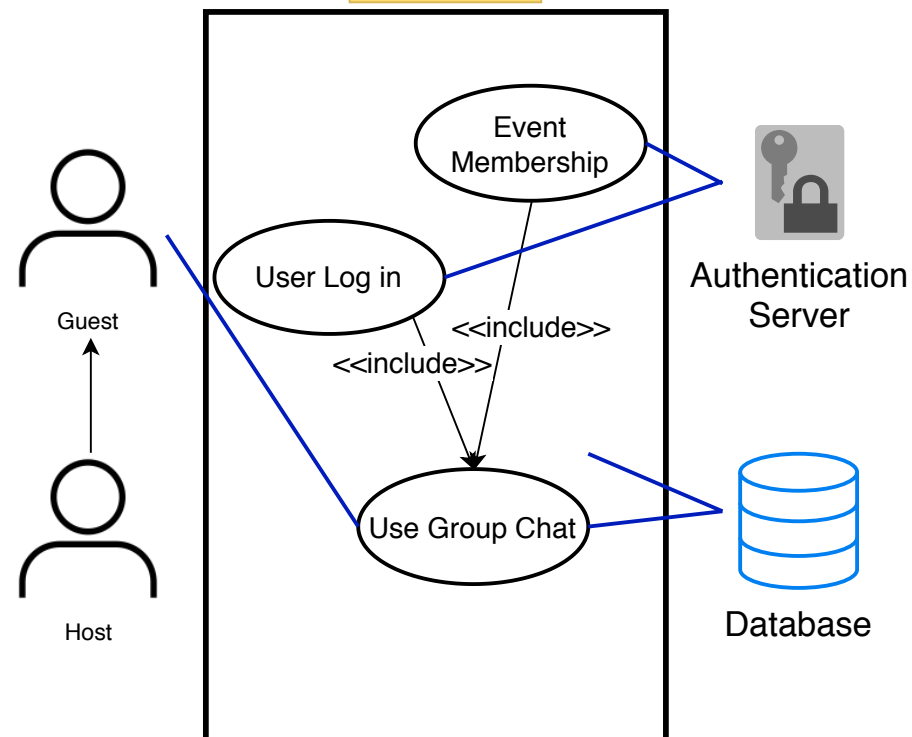 Event
Membership
User Log in
Authentication
Server
Guest
<<include>>
<<include>>
Use Group Chat
Database
Host